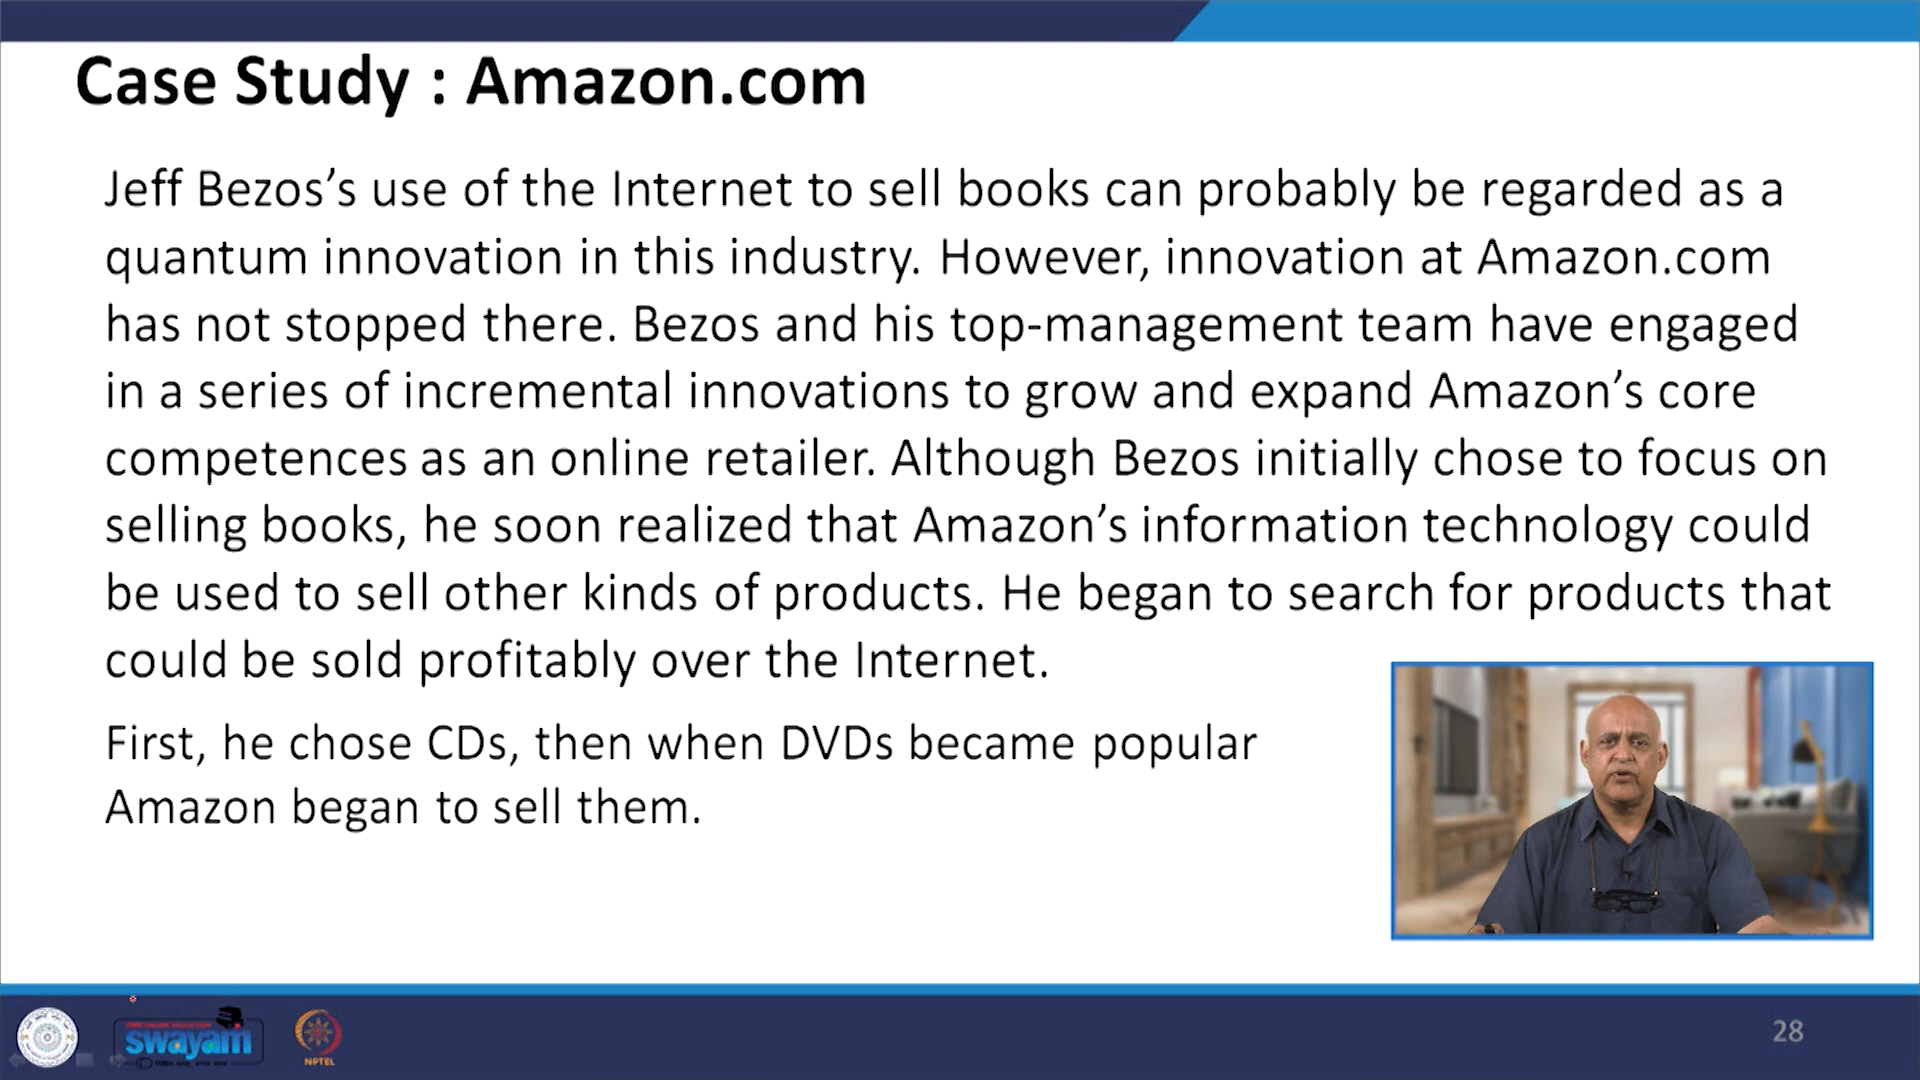 Case Study : Amazon.com
Jeff Bezos’s use of the Internet to sell books can probably be regarded as a
quantum innovation in this industry. However, innovation at Amazon.com
has not stopped there. Bezos and his top-management team have engaged
in a series of incremental innovations to grow and expand Amazon’s core
competences as an online retailer. Although Bezos initially chose to focus on
selling books, he soon realized that Amazon’s information technology could
be used to sell other kinds of products. He began to search for products that
could be sold profitably over the Internet.
First, he chose CDs, then when DVDs became popular
Amazon began to sell them.
swayam
NPTEL
28